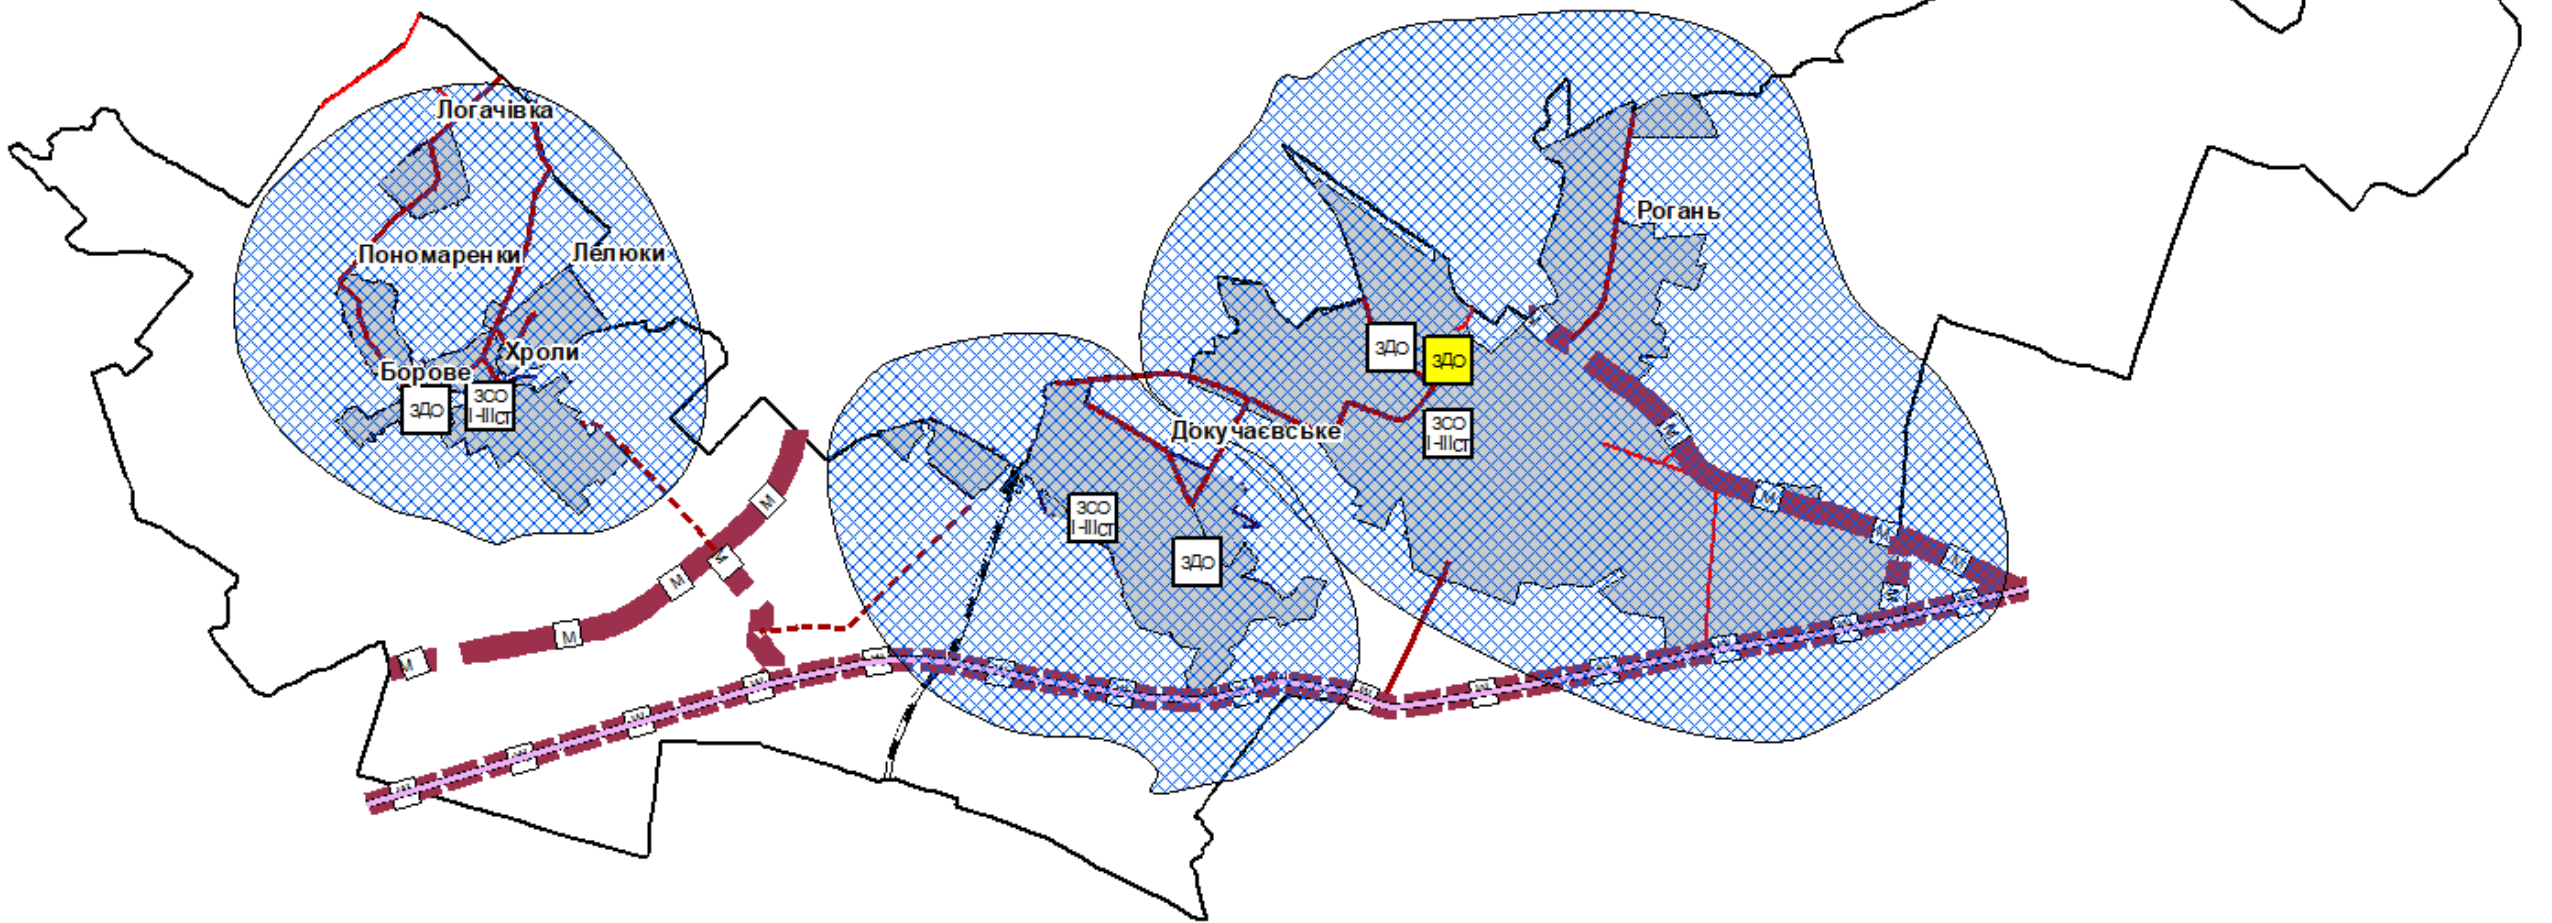 Логачівка
Рогань
Пономаренки
Лелюки
ЗДО
ЗДО
Хроли
Борове
ЗДО
ЗСО
І-ІІІст
Докучаєвське
ЗСО
І-ІІІст
ЗСО
І-ІІІст
ЗДО
М
М
М
М
М
М
М
М
М
М
М
М